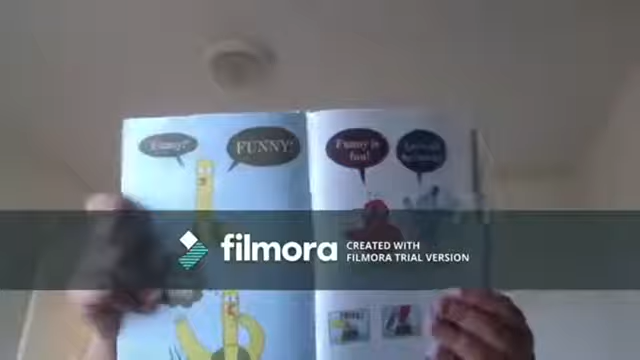 "Funny?"
FUNNY!
Funny is
fun!
filmora
CREATED WITH
FILMORA TRIAL VERSION